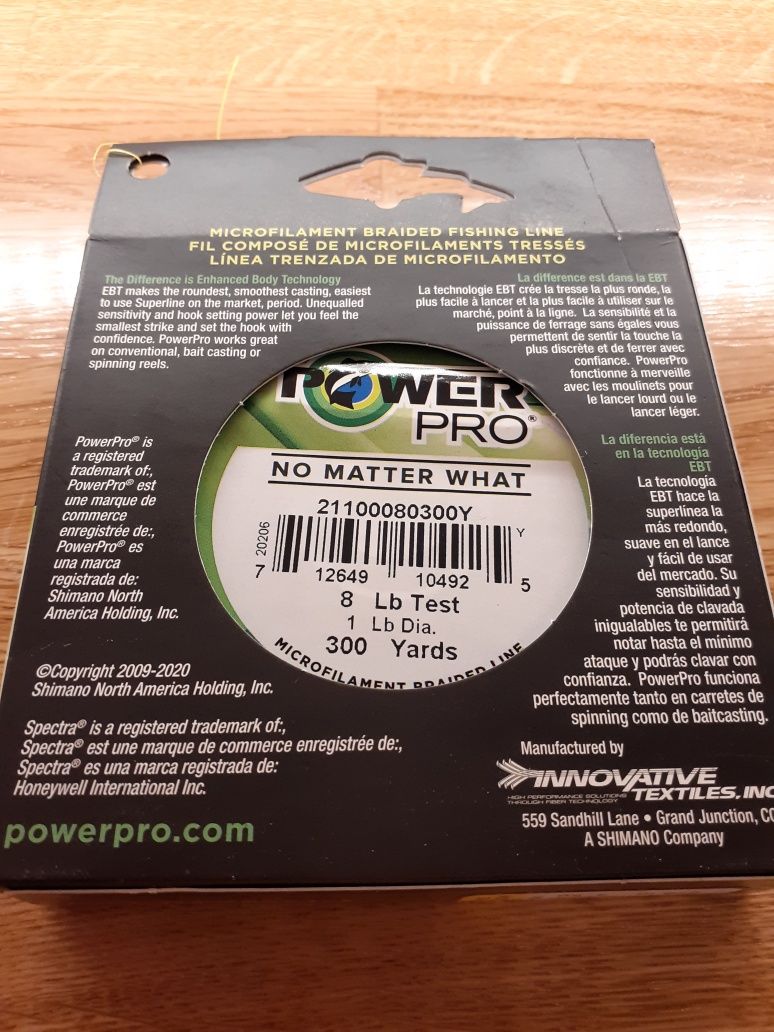 MICROFILAMENT BRAIDED FISHING LINE
FIL COMPOSÉ DE MICROFILAMENTS TRESSÉS
LÍNEA TRENZADA DE MICROFILAMENTO
The Difference is Enhanced Body Technology
EBT makes the roundest, smoothest casting, easiest
to use Superline on the market, period. Unequalled
sensitivity and hook setting power let you feel the
smallest strike and set the hook with
confidence. PowerPro works great
on conventional, bait casting or
spinning reels.
La difference est dans la EBT
La technologie EBT crée la tresse la plus ronde, la
plus facile à lancer et la plus facile à utiliser sur le
marché, point à la ligne. La sensibilité et la
puissance de ferrage sans égales vous
permettent de sentir la touche la
plus discrète et de ferrer avec
confiance. PowerPro
fonctionne à merveille
avec les moulinets pour
le lancer lourd ou le
lancer léger.
La diferencia está
en la tecnología
EBT
La tecnología
EBT hace la
superlínea la
más redondo,
suave en el lance
y fácil de usar
del mercado. Su
sensibilidad y
potencia de clavada
inigualables te permitirá
notar hasta el mínimo
ataque y podrás clavar con
confianza. PowerPro funciona
perfectamente tanto en carretes de
spinning como de baitcasting.
PowerPro® is
a registered
trademark of:,
PowerPro® est
une marque de
commerce
enregistrée de:,
PowerPro® es
una marca
registrada de:
Shimano North
America Holding, Inc.
POWER
PRO®
NO MATTER WHAT
21100080300Y
20206
Y
7 12649 10492 5
8 Lb Test
1 Lb Dia.
300 Yards
MICROFILAMENT BRAIDED LINE
©Copyright 2009-2020
Shimano North America Holding, Inc.
Spectra® is a registered trademark of:,
Spectra® est une marque de commerce enregistrée de:,
Spectra® es una marca registrada de:
Honeywell International Inc.
powerpro.com
Manufactured by
INNOVATIVE
TEXTILES, INC
HIGH PERFORMANCE SOLUTIONS
THROUGH FIBER TECHNOLOGY
559 Sandhill Lane • Grand Junction, CO
A SHIMANO Company